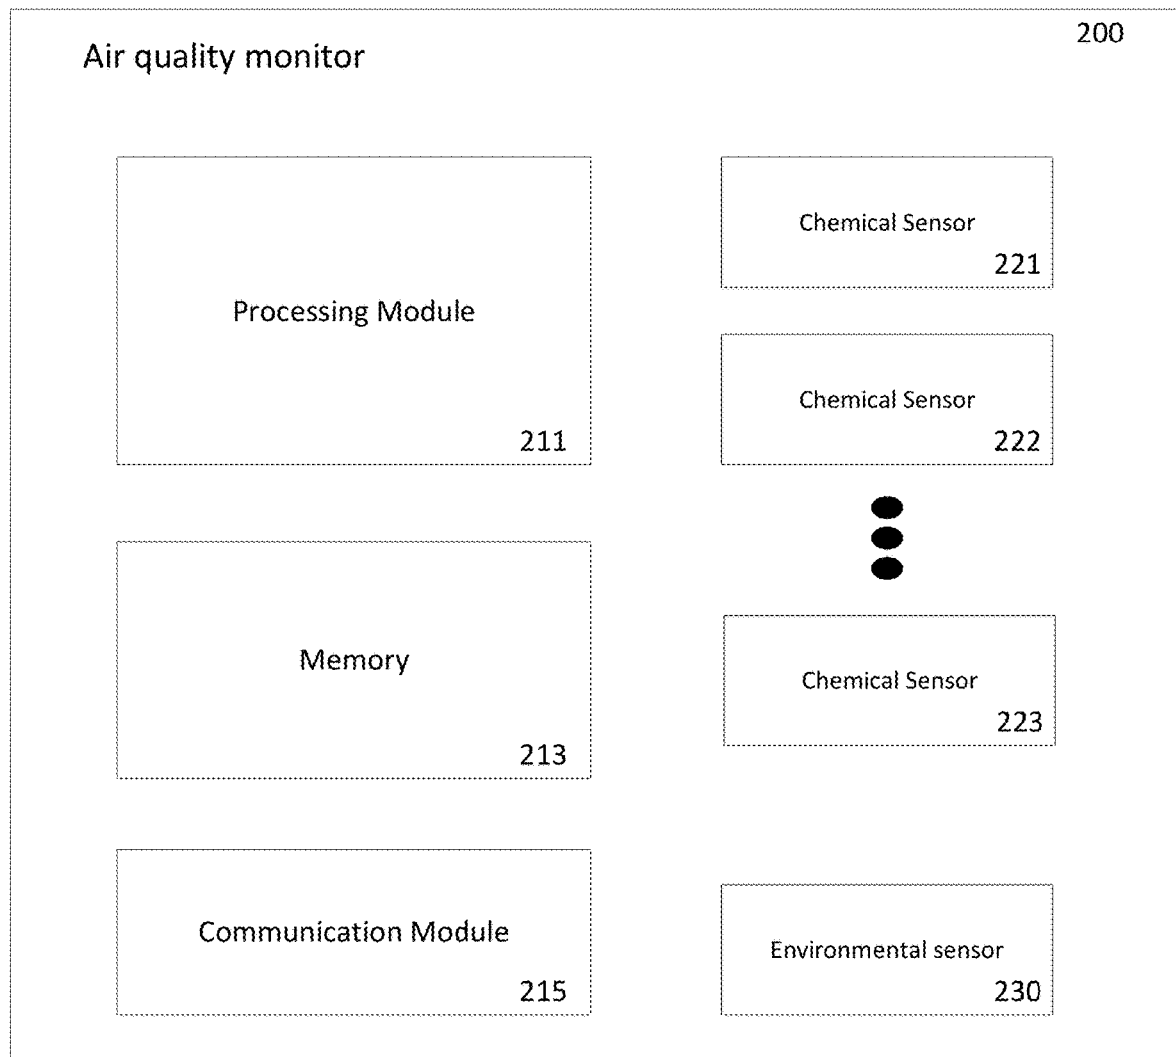 200
Air quality monitor
Processing Module
211
Memory
213
Communication Module
215
Chemical Sensor
221
Chemical Sensor
222
Chemical Sensor
223
Environmental sensor
230